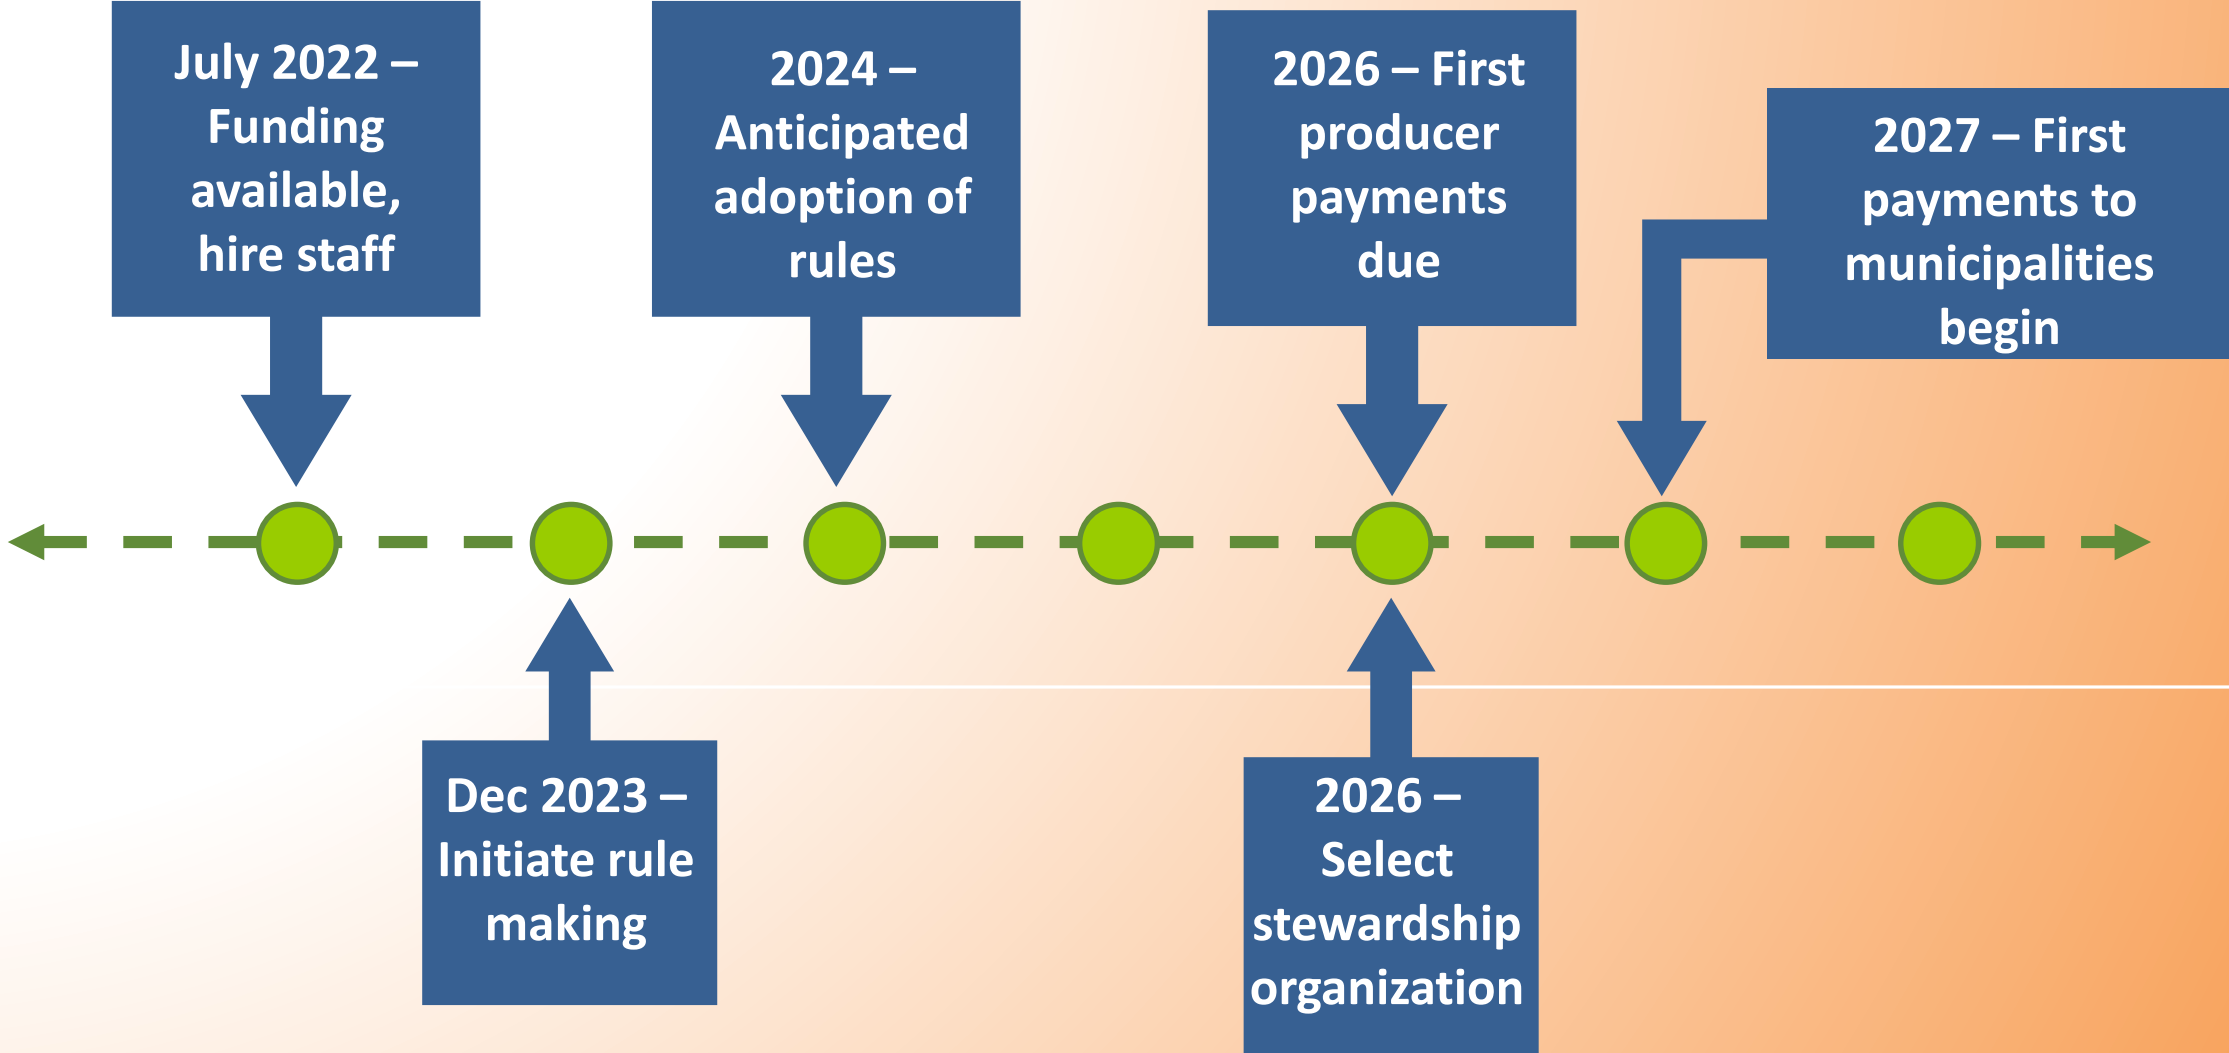 July 2022 –
Funding
available,
hire staff
2024 –
Anticipated
adoption of
rules
2026 – First
producer
payments
due
2027 – First
payments to
municipalities
begin
Dec 2023 –
Initiate rule
making
2026 –
Select
stewardship
organization